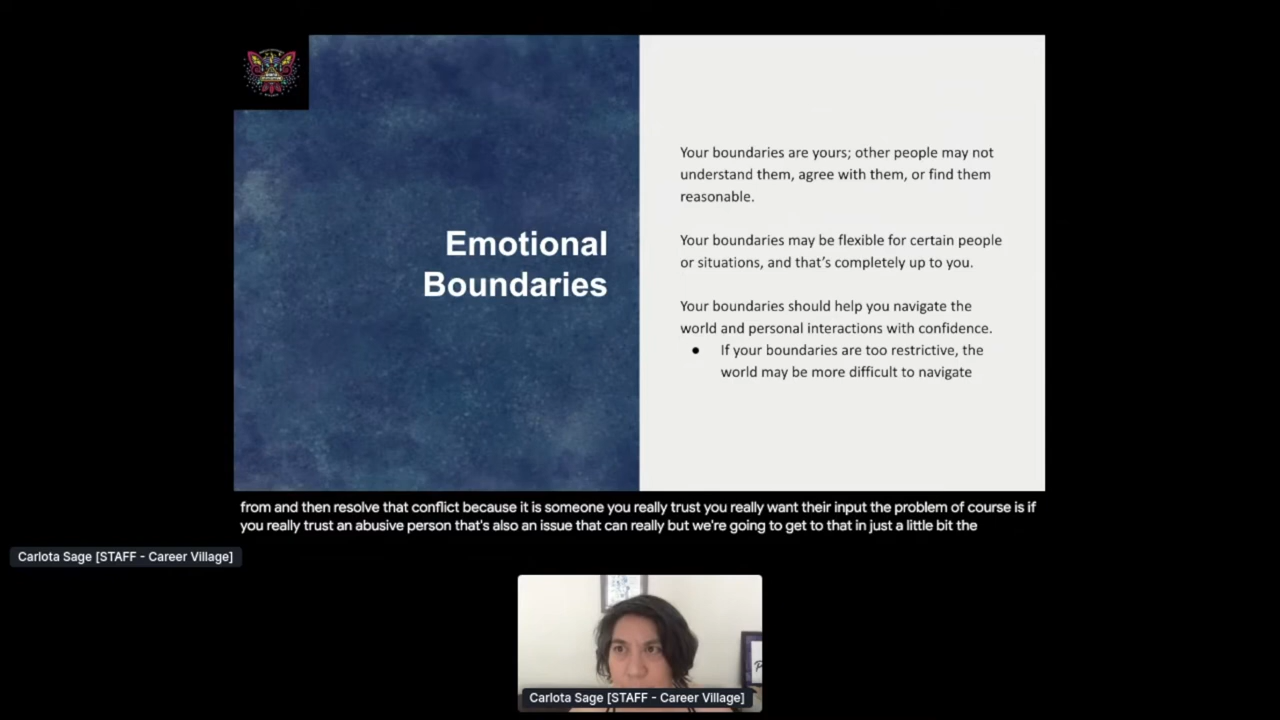 Emotional
Boundaries
Your boundaries are yours; other people may not
understand them, agree with them, or find them
reasonable.
Your boundaries may be flexible for certain people
or situations, and that's completely up to you.
Your boundaries should help you navigate the
world and personal interactions with confidence.
● If your boundaries are too restrictive, the
world may be more difficult to navigate
from and then resolve that conflict because it is someone you really trust you really want their input the problem of course is if
you really trust an abusive person that's also an issue that can really but we're going to get to that in just a little bit the
Carlota Sage [STAFF - Career Village]
Carlota Sage [STAFF - Career Village]